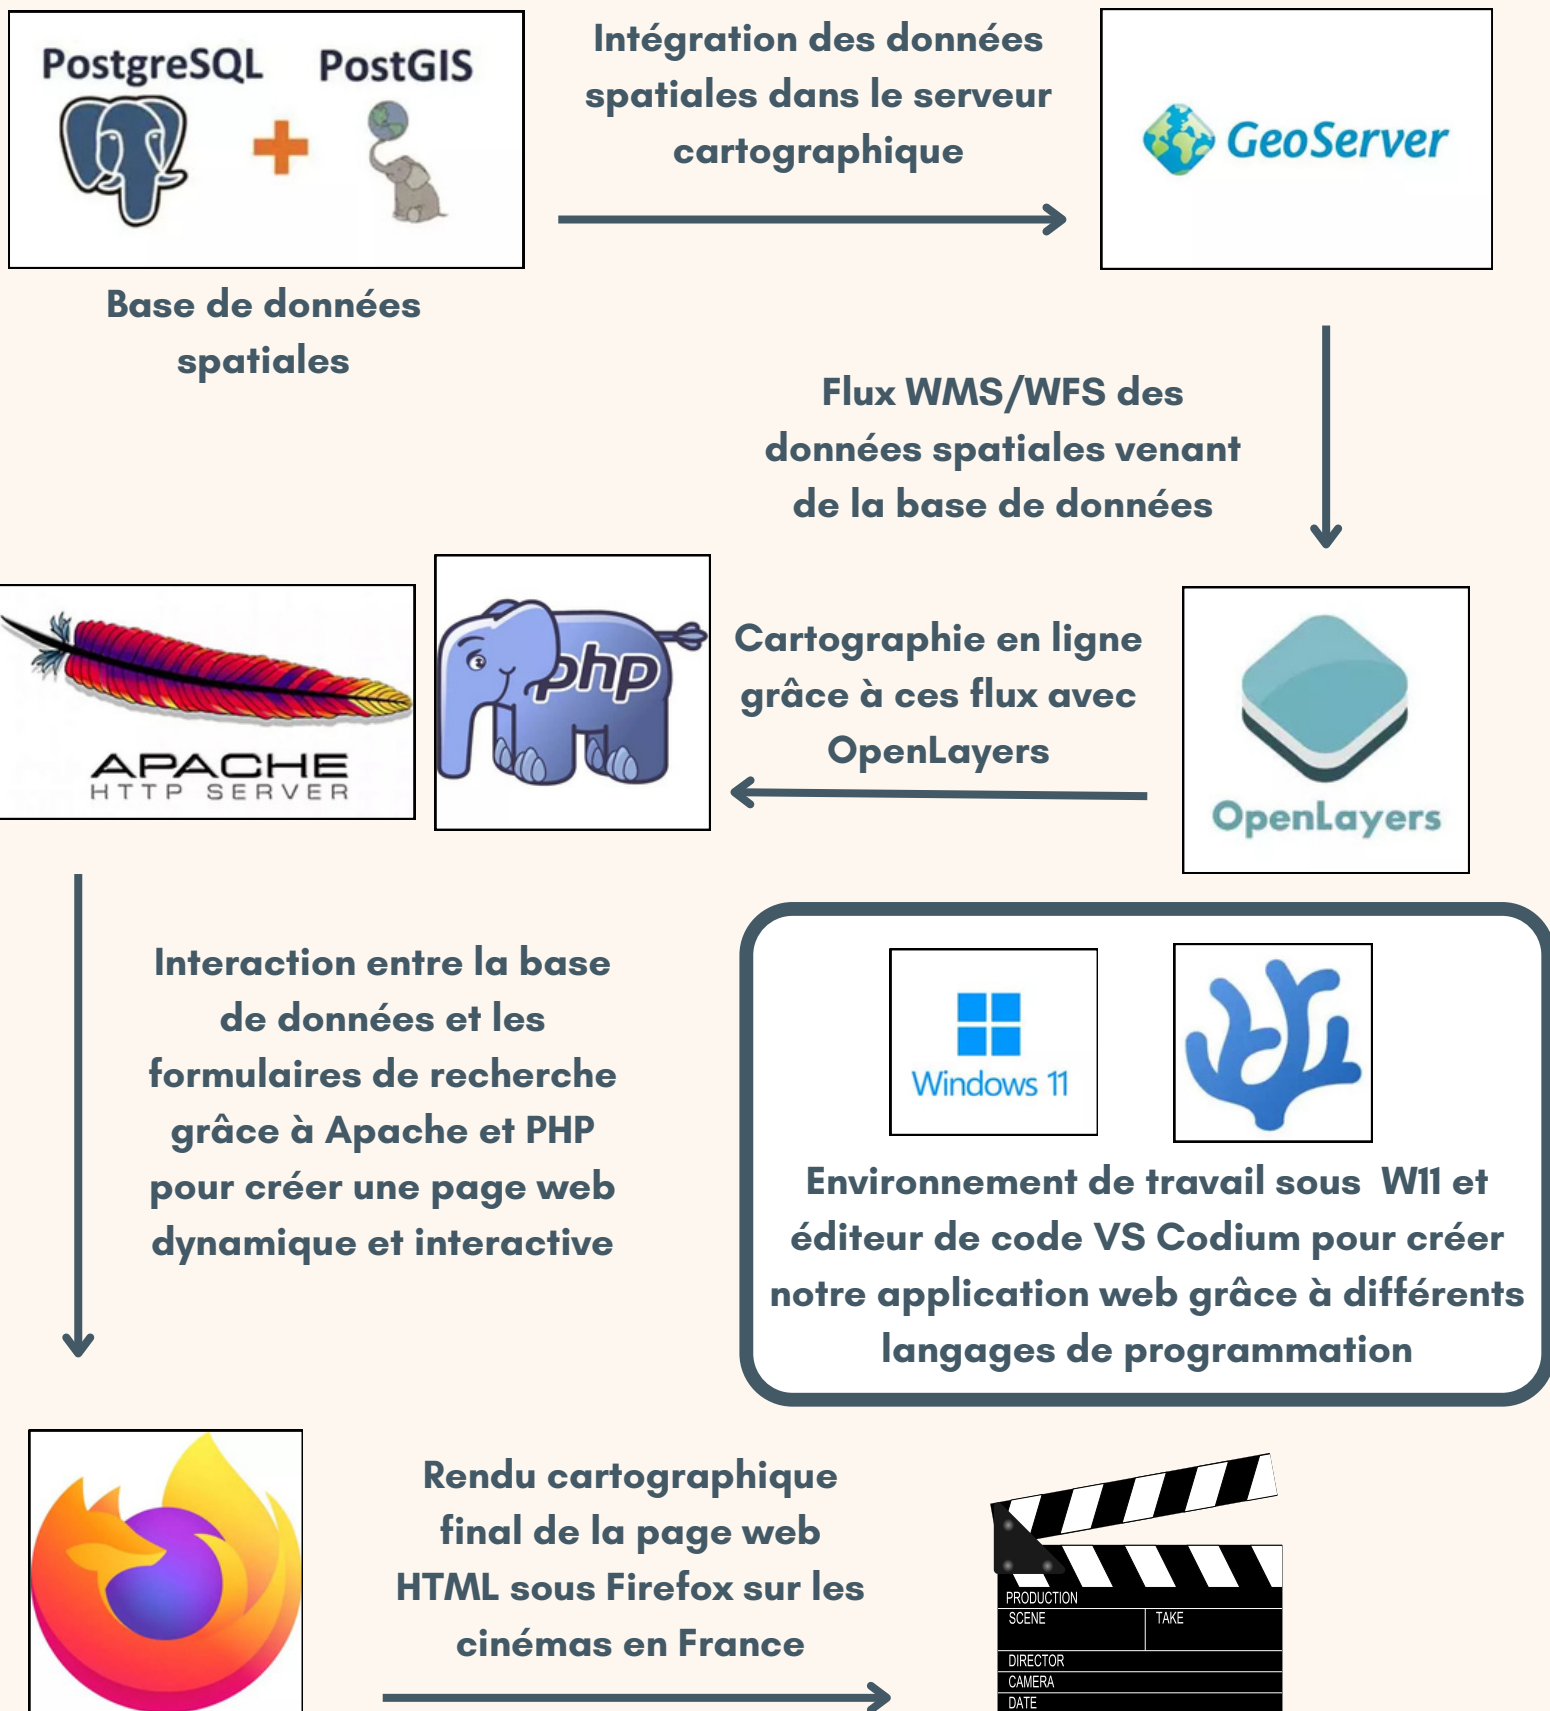 PostgreSQL PostGIS
Intégration des données
spatiales dans le serveur
cartographique
GeoServer
Base de données
spatiales
Flux WMS/WFS des
données spatiales venant
de la base de données
APACHE
HTTP SERVER
php
Cartographie en ligne
grâce à ces flux avec
OpenLayers
OpenLayers
Interaction entre la base
de données et les
formulaires de recherche
grâce à Apache et PHP
pour créer une page web
dynamique et interactive
Windows 11
Environnement de travail sous W11 et
éditeur de code VS Codium pour créer
notre application web grâce à différents
langages de programmation
Rendu cartographique
final de la page web
HTML sous Firefox sur les
cinémas en France
PRODUCTION
SCENE TAKE
DIRECTOR
CAMERA
DATE